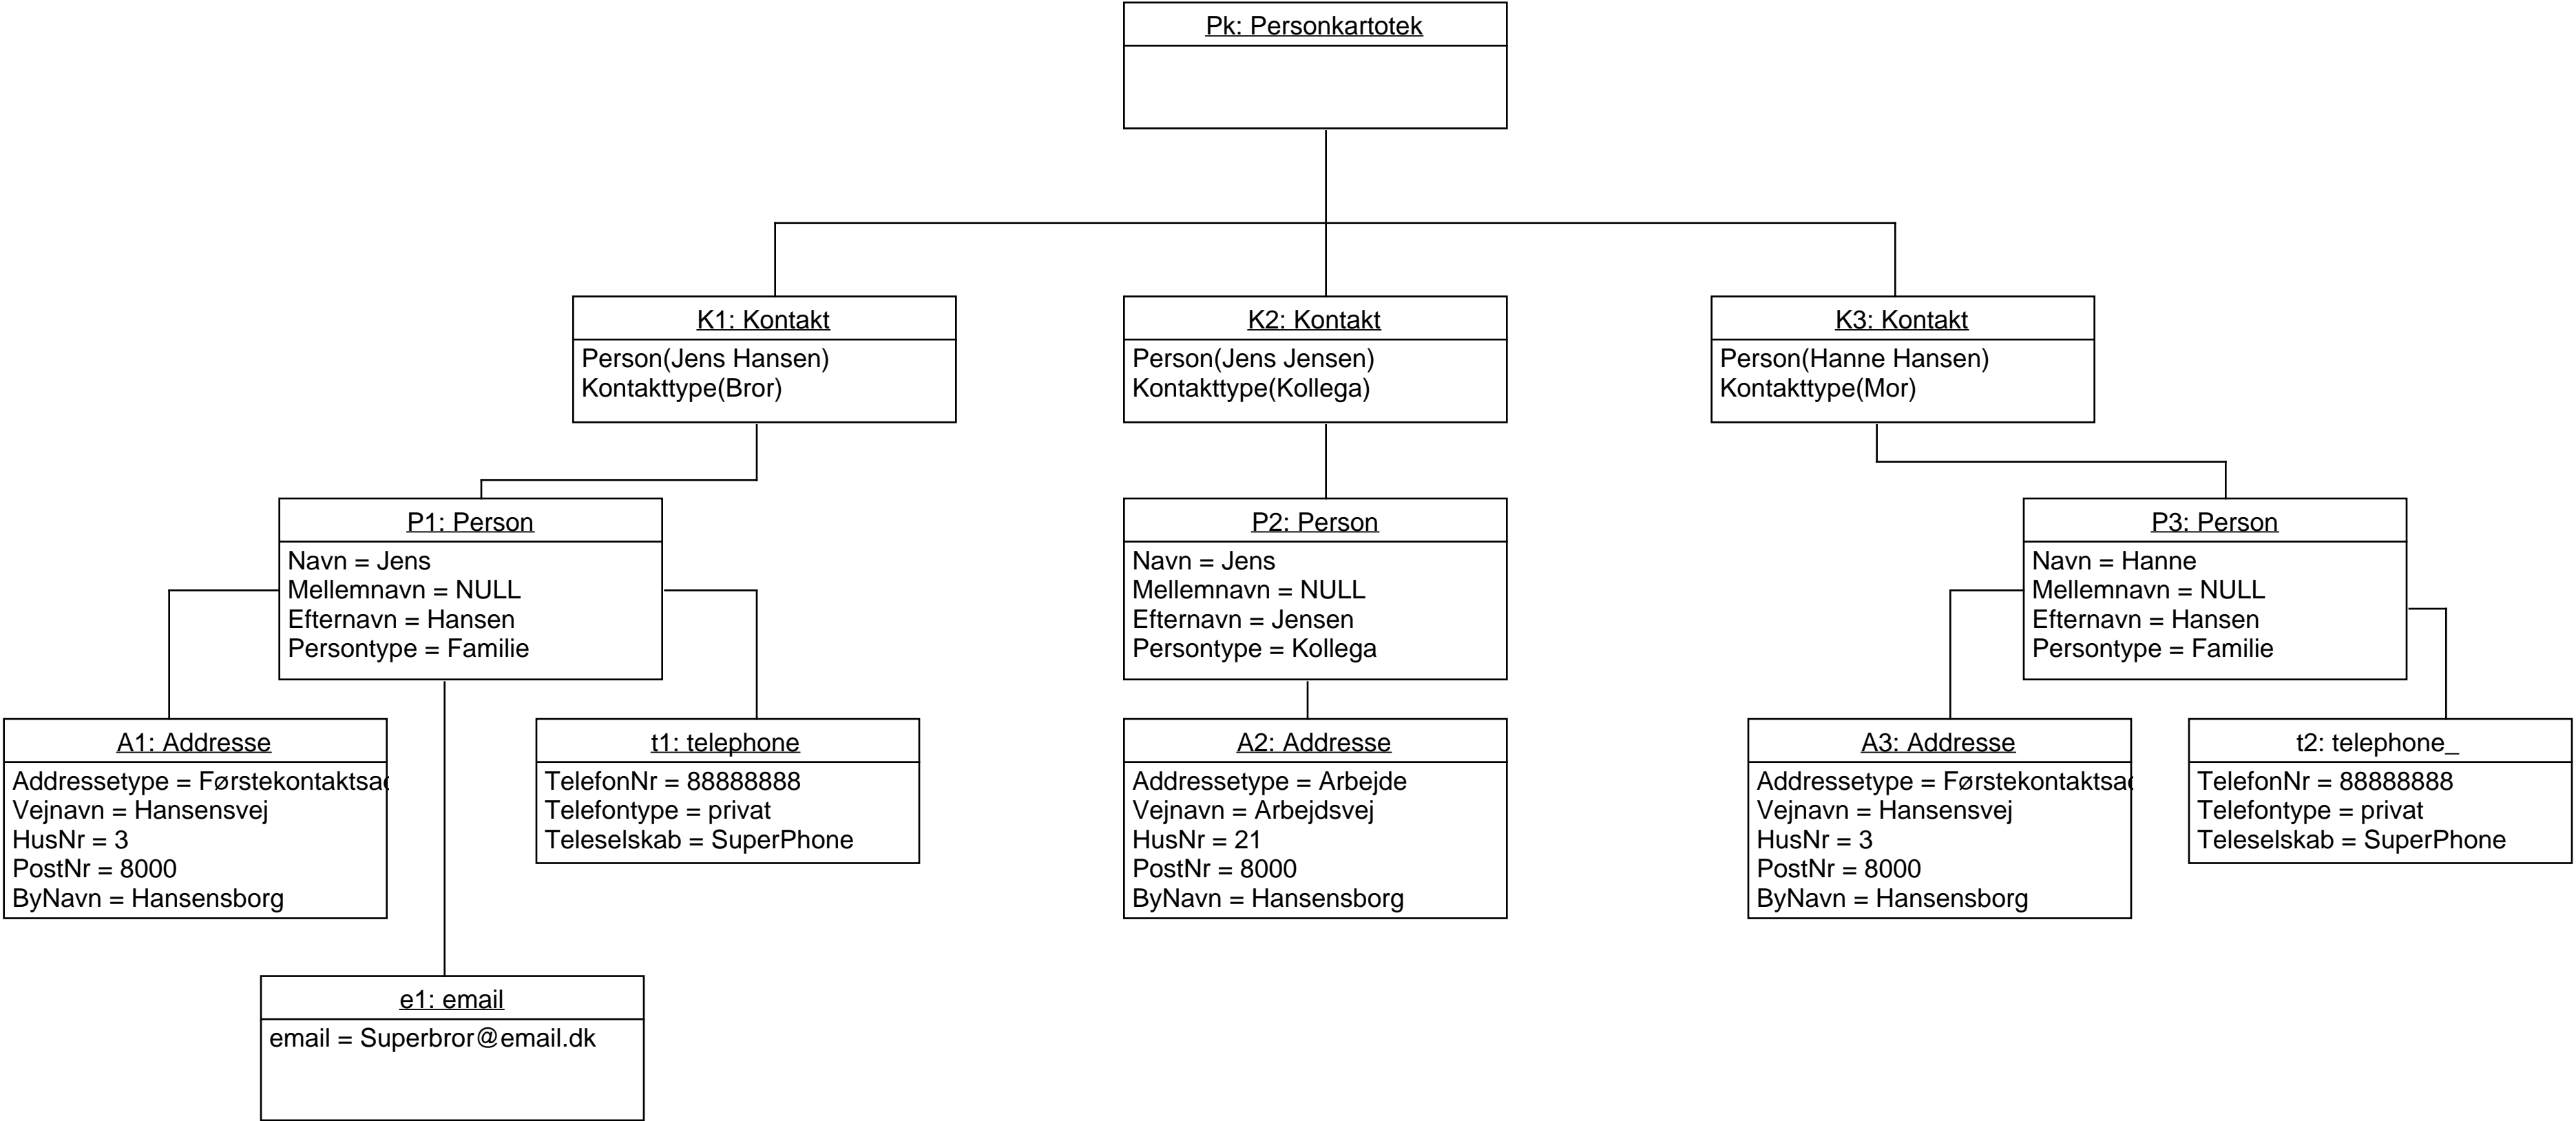 Pk: Personkartotek
K1: Kontakt
Person(Jens Hansen)
Kontakttype(Bror)
K2: Kontakt
Person(Jens Jensen)
Kontakttype(Kollega)
K3: Kontakt
Person(Hanne Hansen)
Kontakttype(Mor)
P1: Person
Navn = Jens
Mellemnavn = NULL
Efternavn = Hansen
Persontype = Familie
P2: Person
Navn = Jens
Mellemnavn = NULL
Efternavn = Jensen
Persontype = Kollega
P3: Person
Navn = Hanne
Mellemnavn = NULL
Efternavn = Hansen
Persontype = Familie
A1: Addresse
Addressetype =
Vejnavn = Hansensvej
HusNr = 3
PostNr = 8000
ByNavn = Hansensborg
t1: telephone
TelefonNr = 88888888
Telefontype = privat
Teleselskab = SuperPhone
A2: Addresse
Addressetype = Arbejde
Vejnavn = Arbejdsvej
HusNr = 21
PostNr = 8000
ByNavn = Hansensborg
A3: Addresse
Addressetype =
Vejnavn = Hansensvej
HusNr = 3
PostNr = 8000
ByNavn = Hansensborg
t2: telephone_
TelefonNr = 88888888
Telefontype = privat
Teleselskab = SuperPhone
e1: email
email = Superbror@email.dk